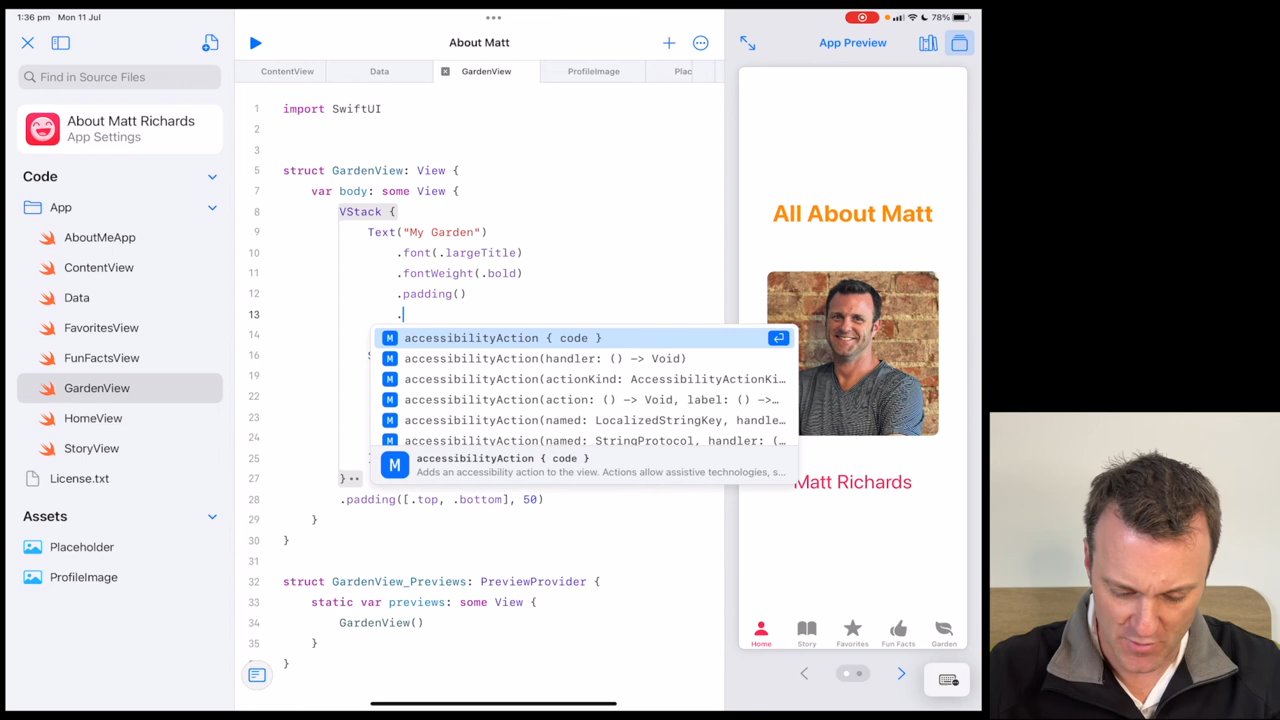 1:36 pm Mon 11 Jul
78%
Find in Source Files
About Matt Richards
App Settings
Code
App
AboutMeApp
ContentView
Data
FavoritesView
FunFactsView
GardenView
HomeView
StoryView
License.txt
Assets
Placeholder
ProfileImage
About Matt
ContentView
Data
GardenView
ProfileImage
Plac
1 import SwiftUI
2
3
5 struct GardenView: View {
7 var body: some View {
8 VStack {
9 Text("My Garden")
10 .font(.largeTitle)
11 .fontWeight(.bold)
12 .padding()
13 .
14
16
19
22
23
24
26
27 }
28 .padding([.top, .bottom], 50)
29 }
30 }
31
32 struct GardenView_Previews: PreviewProvider {
33 static var previews: some View {
34 GardenView()
35 }
}
M accessibilityAction { code }
M accessibilityAction(handler: () -> Void)
M accessibilityAction(actionKind: AccessibilityActionKi…
M accessibilityAction(action: () -> Void, label: () ->…
M accessibilityAction(named: LocalizedStringKey, handle…
M accessibilityAction(named: StringProtocol, handler: (…
M accessibilityAction { code }
Adds an accessibility action to the view. Actions allow assistive technologies, s...
App Preview
All About Matt
Matt Richards
Home
Story
Favorites
Fun Facts
Garden